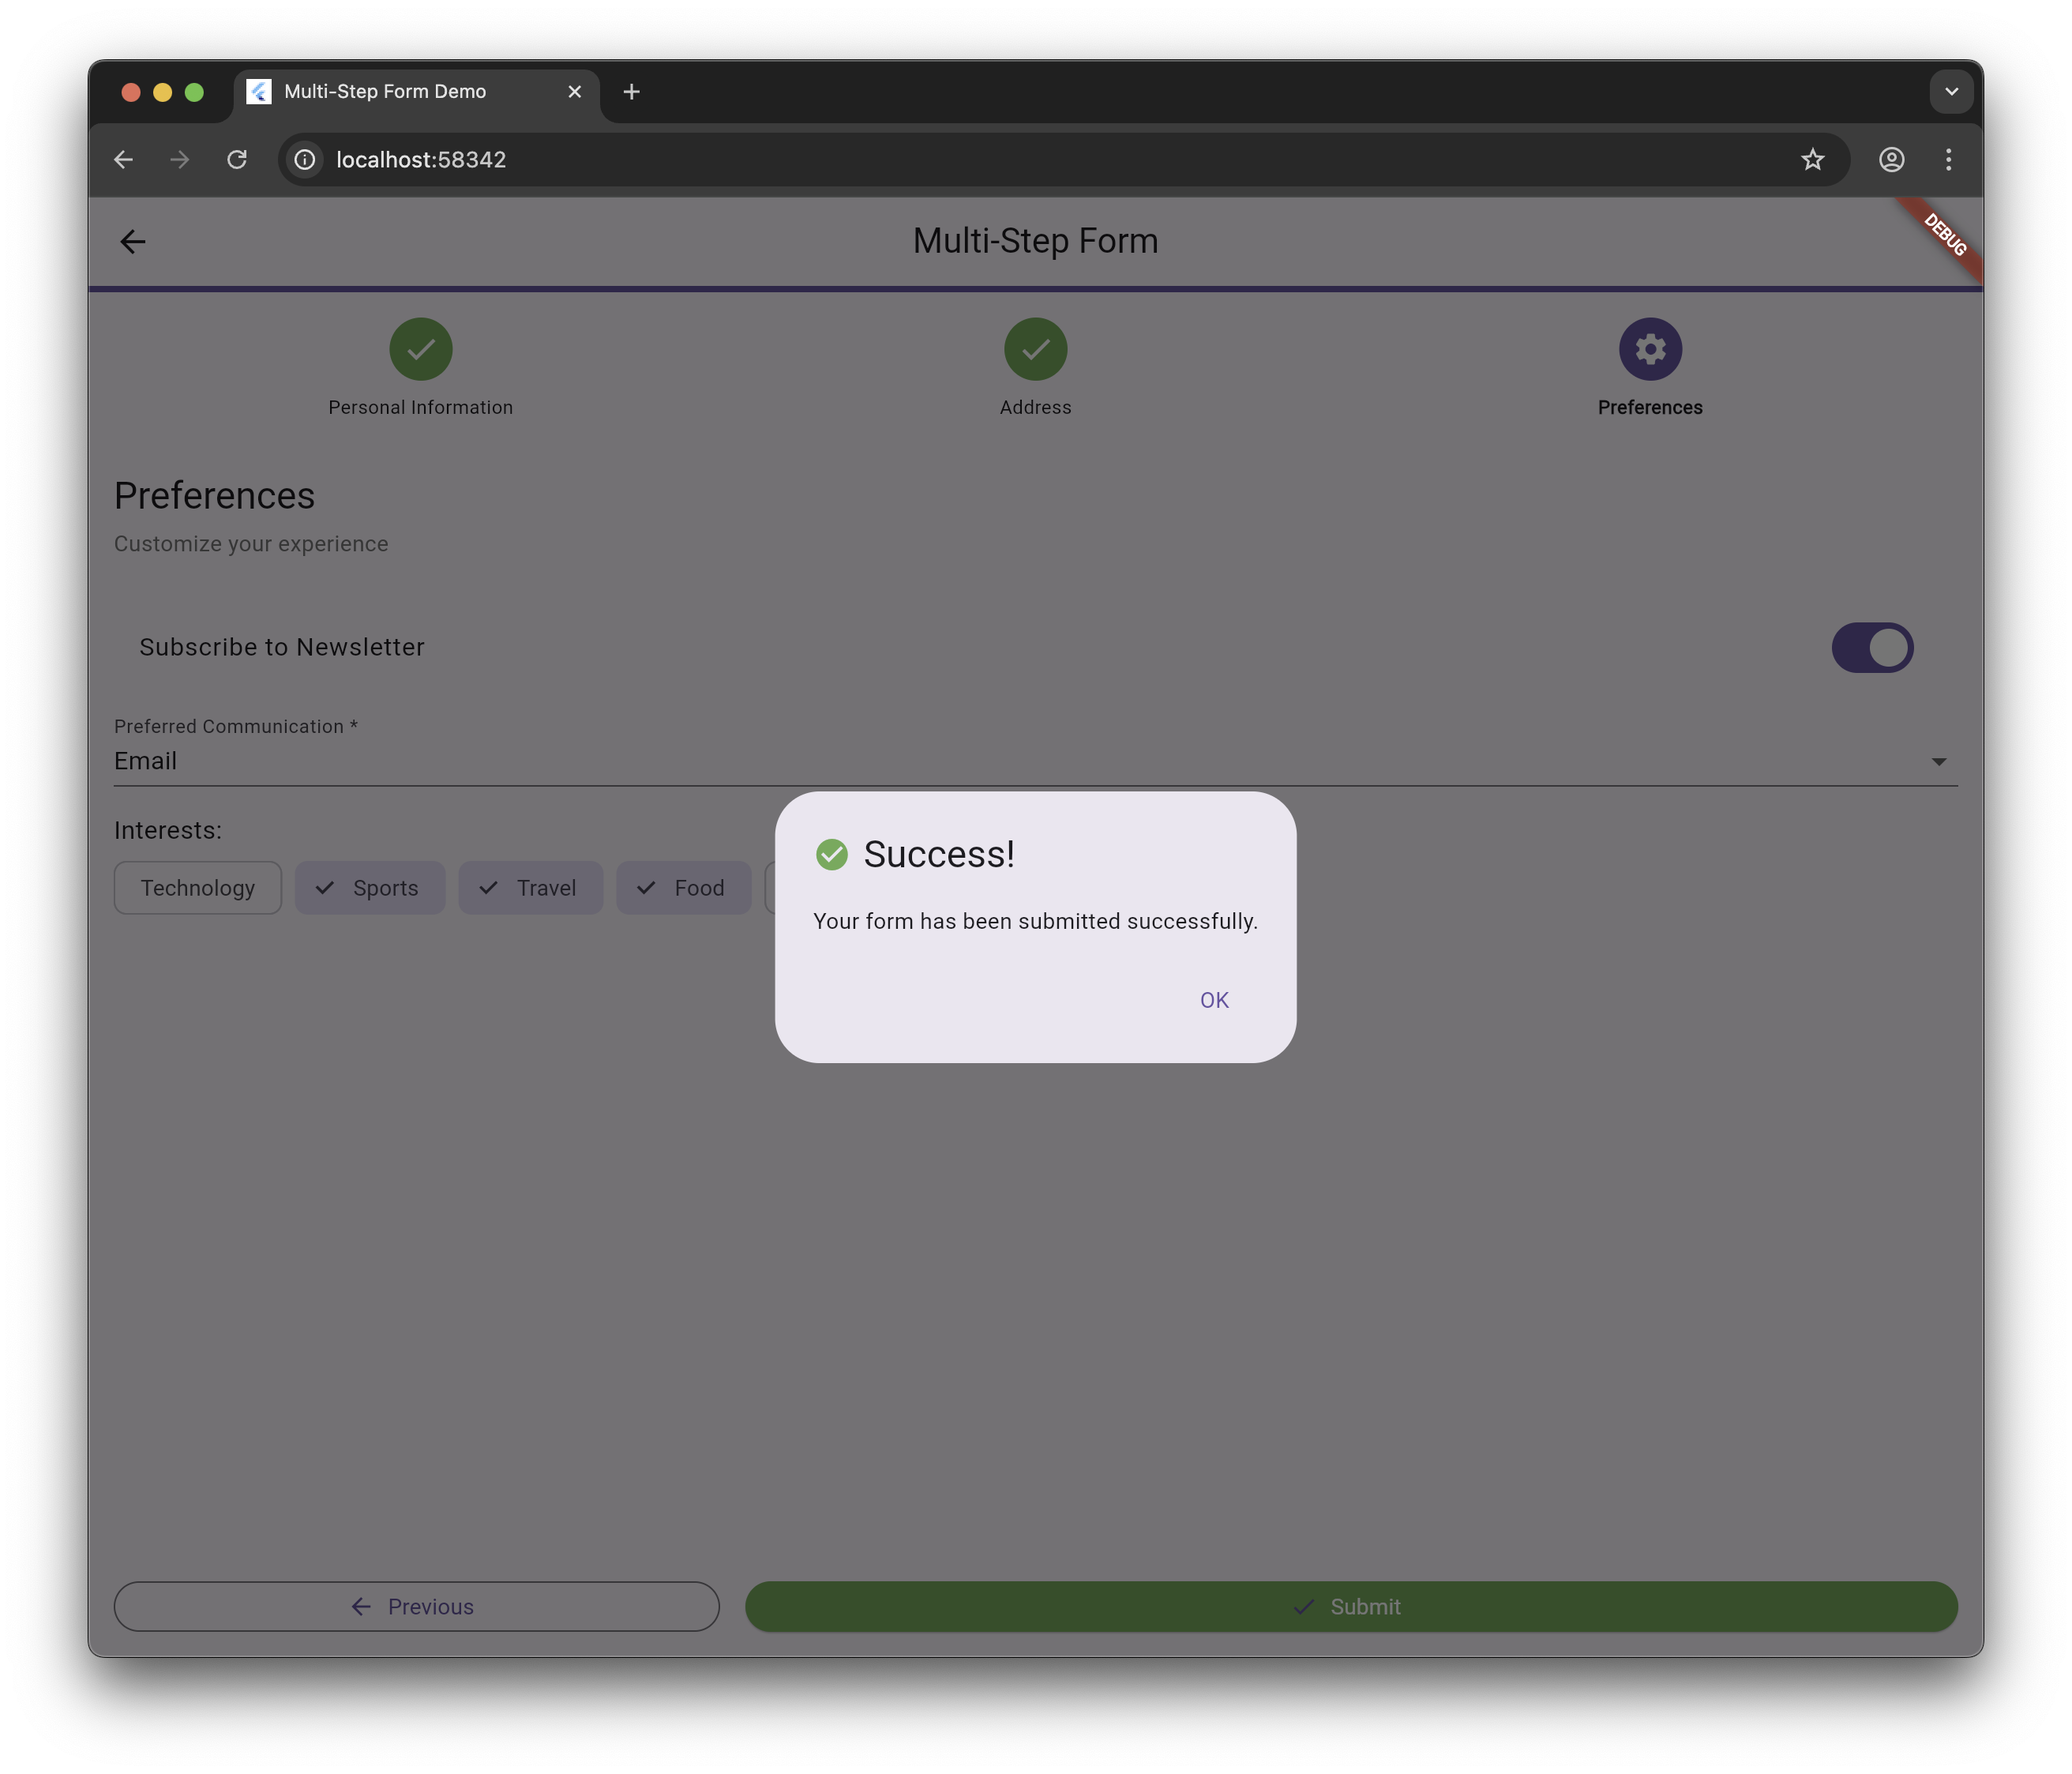 Multi-Step Form Demo
localhost:58342
Multi-Step Form
DEBUG
Personal Information
Address
Preferences
Preferences
Customize your experience
Subscribe to Newsletter
Preferred Communication *
Email
Interests:
Technology
Sports
Travel
Food
Success!
Your form has been submitted successfully.
OK
Previous
Submit